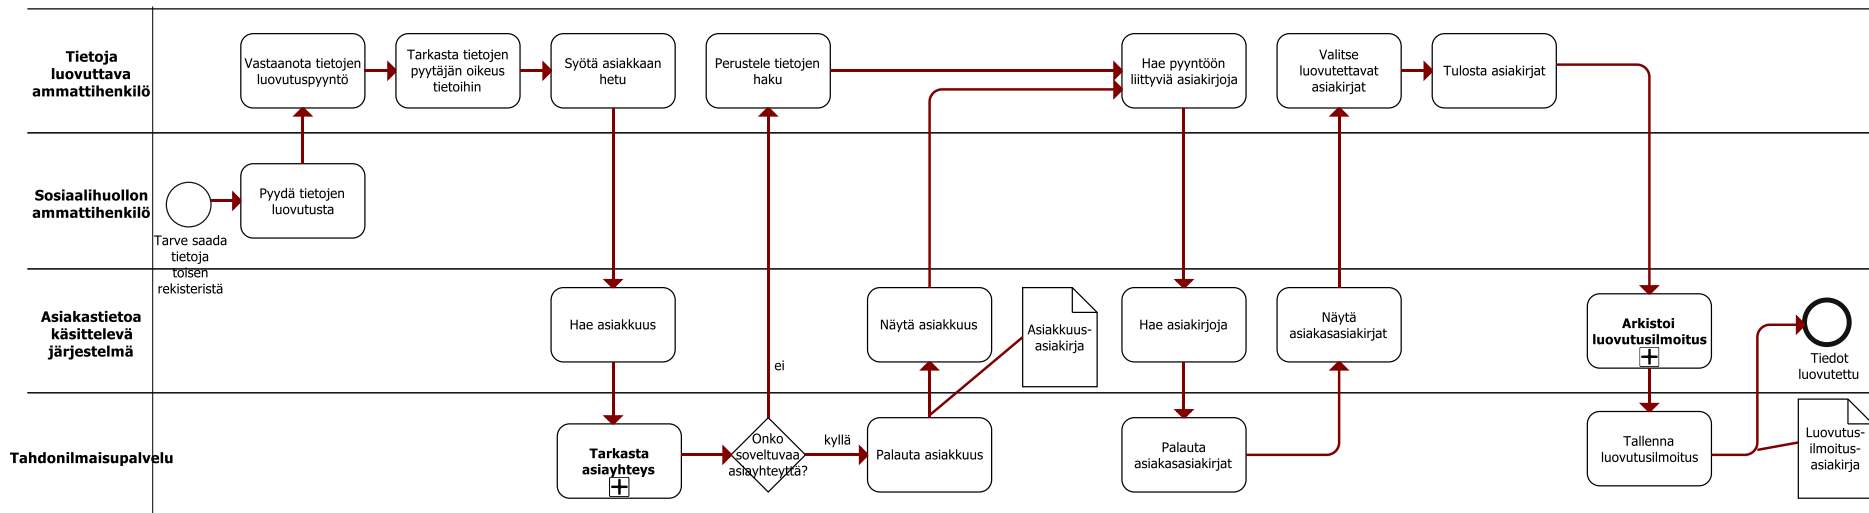 Tietoja
luovuttava
ammattihenkilö
Vastaanota tietojen
luovutuspyyntö
Tarkasta tietojen
pyytäjän oikeus
tietoihin
Syötä asiakkaan
hetu
Perustele tietojen
haku
Hae pyyntöön
liittyviä asiakirjoja
Valitse
luovutettavat
asiakirjat
Tulosta asiakirjat
Sosiaalihuollon
ammattihenkilö
Tarve saada
tietoja
toisen
rekisteristä
Pyydä tietojen
luovutusta
Asiakastietoa
käsittelevä
järjestelmä
Hae asiakkuus
ei
Näytä asiakkuus
Asiakkuus-
asiakirja
Hae asiakirjoja
Näytä
asiakasasiakirjat
Arkistoi
luovutusilmoitus
Tiedot
luovutettu
Tahdonilmaisupalvelu
Tarkasta
asiayhteys
Onko
soveltuvaa
asiayhteyttä?
kyllä
Palauta asiakkuus
Palauta
asiakasasiakirjat
Tallenna
luovutusilmoitus
Luovutus-
ilmoitus-
asiakirja